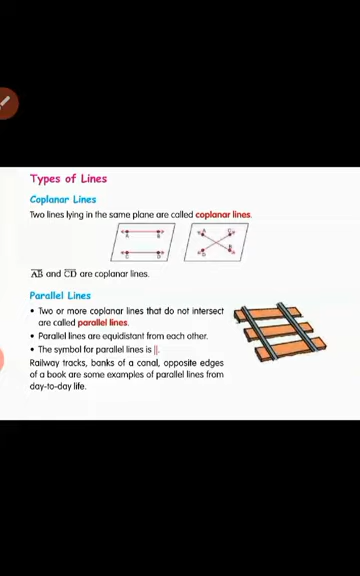 Types of Lines
Coplanar Lines
Two lines lying in the same plane are called coplanar lines.
A B
C D
A C
D B
AB and CD are coplanar lines.
Parallel Lines
• Two or more coplanar lines that do not intersect
are called parallel lines.
• Parallel lines are equidistant from each other.
• The symbol for parallel lines is ||.
Railway tracks, banks of a canal, opposite edges
of a book are some examples of parallel lines from
day-to-day life.